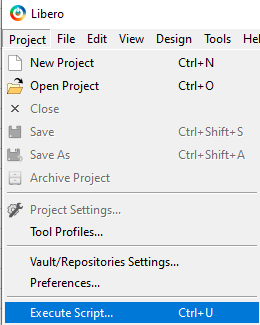 Libero
Project File Edit View Design Tools
New Project Ctrl+N
Open Project Ctrl+O
Close
Save Ctrl+Shift+S
Save As Ctrl+Shift+A
Archive Project
Project Settings...
Tool Profiles...
Vault/Repositories Settings...
Preferences...
Execute Script... Ctrl+U